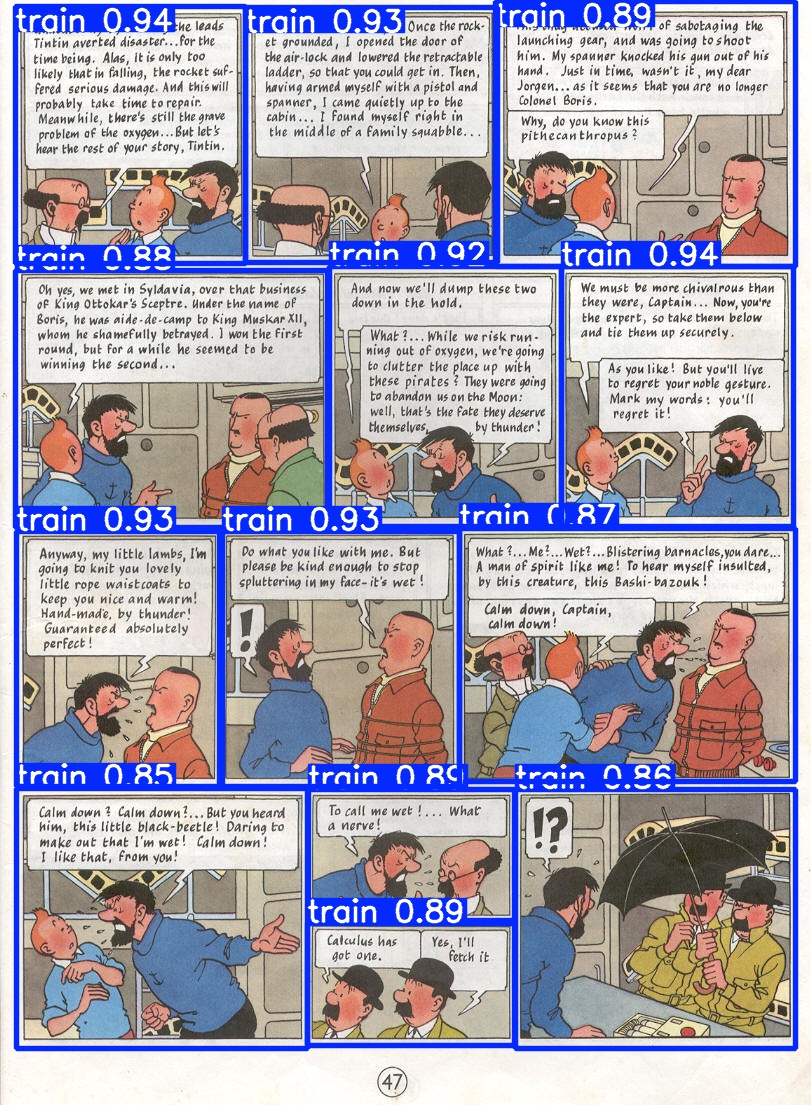 train 0.94
the leads
Tintin averted disaster...for the
time being. Alas, it is only too
likely that in falling, the rocket suf-
fered serious damage. And this will
probably take time to repair.
Meanwhile, there's still the grave
problem of the oxygen...But let's
hear the rest of your story, Tintin.
train 0.93
Once the rock-
et grounded, I opened the door of
the air-lock and lowered the retractable
ladder, so that you could get in. Then,
having armed myself with a pistol and
spanner, I came quietly up to the
cabin... I found myself right in
the middle of a family squabble...
train 0.89
of sabotaging the
launching gear, and was going to shoot
him. My spanner knocked his gun out of his
hand. Just in time, wasn't it, my dear
Jorgen... as it seems that you are no longer
Colonel Boris.
Why, do you know this
pithecanthropus?
train 0.88
Oh yes, we met in Syldavia, over that business
of King Ottokar's Sceptre. Under the name of
Boris, he was aide-de-camp to King Muskar XII,
whom he shamefully betrayed. I won the first
round, but for a while he seemed to be
winning the second...
train 0.92
And now we'll dump these two
down in the hold.
What?... While we risk run-
ning out of oxygen, we're going
to clutter the place up with
these pirates? They were going
to abandon us on the Moon:
well, that's the fate they deserve
themselves, by thunder!
train 0.94
We must be more chivalrous than
they were, Captain... Now, you're
the expert, so take them below
and tie them up securely.
As you like! But you'll live
to regret your noble gesture.
Mark my words: you'll
regret it!
train 0.93
Anyway, my little lambs, I'm
going to knit you lovely
little rope waistcoats to
keep you nice and warm!
Hand-made, by thunder!
Guaranteed absolutely
perfect!
train 0.93
Do what you like with me. But
please be kind enough to stop
spluttering in my face-it's wet!
!
train 0.87
What?...Me?...Wet?...Blistering barnacles, you dare...
A man of spirit like me! To hear myself insulted,
by this creature, this Bashi-bazouk!
Calm down, Captain,
calm down!
train 0.85
Calm down? Calm down?...But you heard
him, this little black-beetle! Daring to
make out that I'm wet! Calm down!
I like that, from you!
train 0.89
To call me wet!... What
a nerve!
train 0.89
Calculus has
got one.
Yes, I'll
fetch it
train 0.86
!?
47